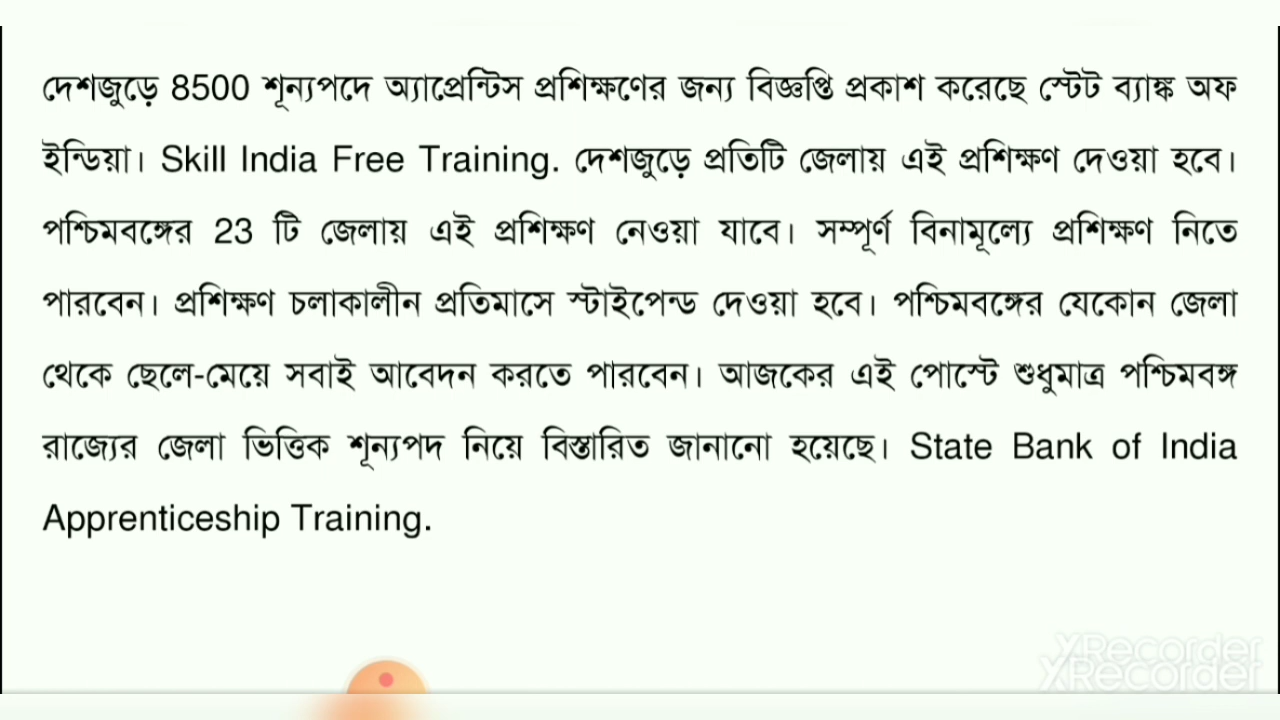 দেশজুড়ে 8500 শূন্যপদে অ্যাপ্রেন্টিস প্রশিক্ষণের জন্য বিজ্ঞপ্তি প্রকাশ করেছে স্টেট ব্যাঙ্ক অফ
ইন্ডিয়া। Skill India Free Training. দেশজুড়ে প্রতিটি জেলায় এই প্রশিক্ষণ দেওয়া হবে।
পশ্চিমবঙ্গের 23 টি জেলায় এই প্রশিক্ষণ নেওয়া যাবে। সম্পূর্ণ বিনামূল্যে প্রশিক্ষণ নিতে
পারবেন। প্রশিক্ষণ চলাকালীন প্রতিমাসে স্টাইপেন্ড দেওয়া হবে। পশ্চিমবঙ্গের যেকোন জেলা
থেকে ছেলে-মেয়ে সবাই আবেদন করতে পারবেন। আজকের এই পোস্টে শুধুমাত্র পশ্চিমবঙ্গ
রাজ্যের জেলা ভিত্তিক শূন্যপদ নিয়ে বিস্তারিত জানানো হয়েছে। State Bank of India
Apprenticeship Training.
XRecorder
XRecorder